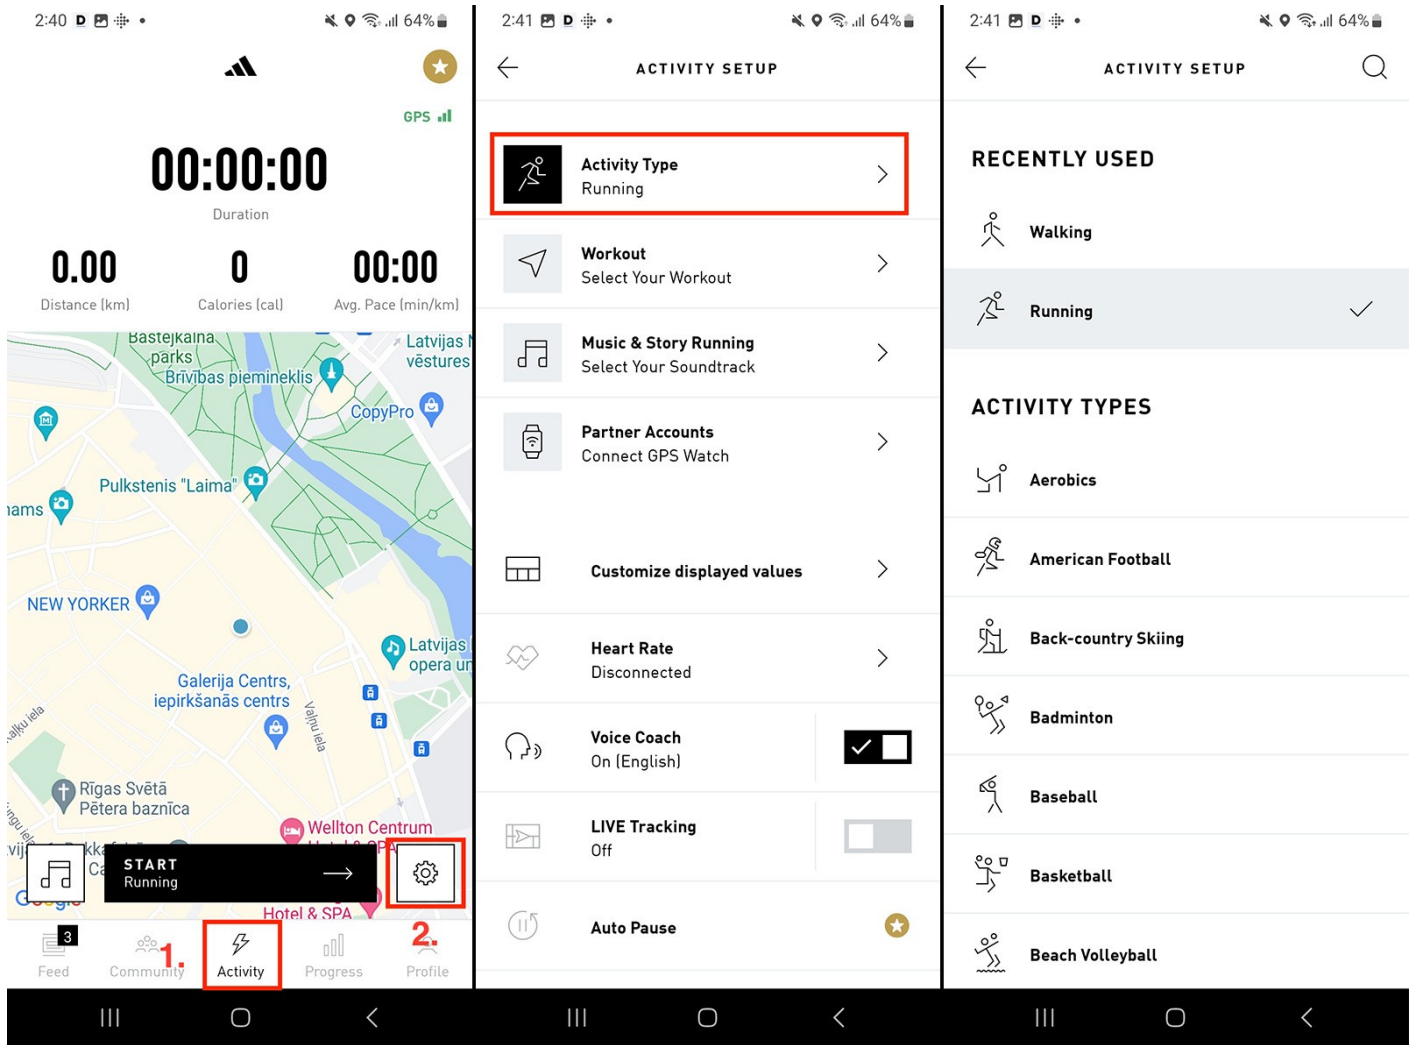 2:40
64%
GPS
00:00:00
Duration
0.00
0
00:00
Distance (km)
Calories (cal)
Avg. Pace (min/km)
Bastejkalna
parks
Latvijas
vēstures
Brīvības piemineklis
CopyPro
Pulkstenis "Laima"
NEW YORKER
Latvijas
opera un
Galerija Centrs,
iepirkšanās centrs
Vaļņu iela
Rīgas Svētā
Pētera baznīca
Wellton Centrum
START
Running
Hotel & SPA
3
1.
2.
Feed
Community
Activity
Progress
Profile
2:41
64%
ACTIVITY SETUP
Activity Type
Running
Workout
Select Your Workout
Music & Story Running
Select Your Soundtrack
Partner Accounts
Connect GPS Watch
Customize displayed values
Heart Rate
Disconnected
Voice Coach
On (English)
LIVE Tracking
Off
Auto Pause
2:41
64%
ACTIVITY SETUP
RECENTLY USED
Walking
Running
ACTIVITY TYPES
Aerobics
American Football
Back-country Skiing
Badminton
Baseball
Basketball
Beach Volleyball